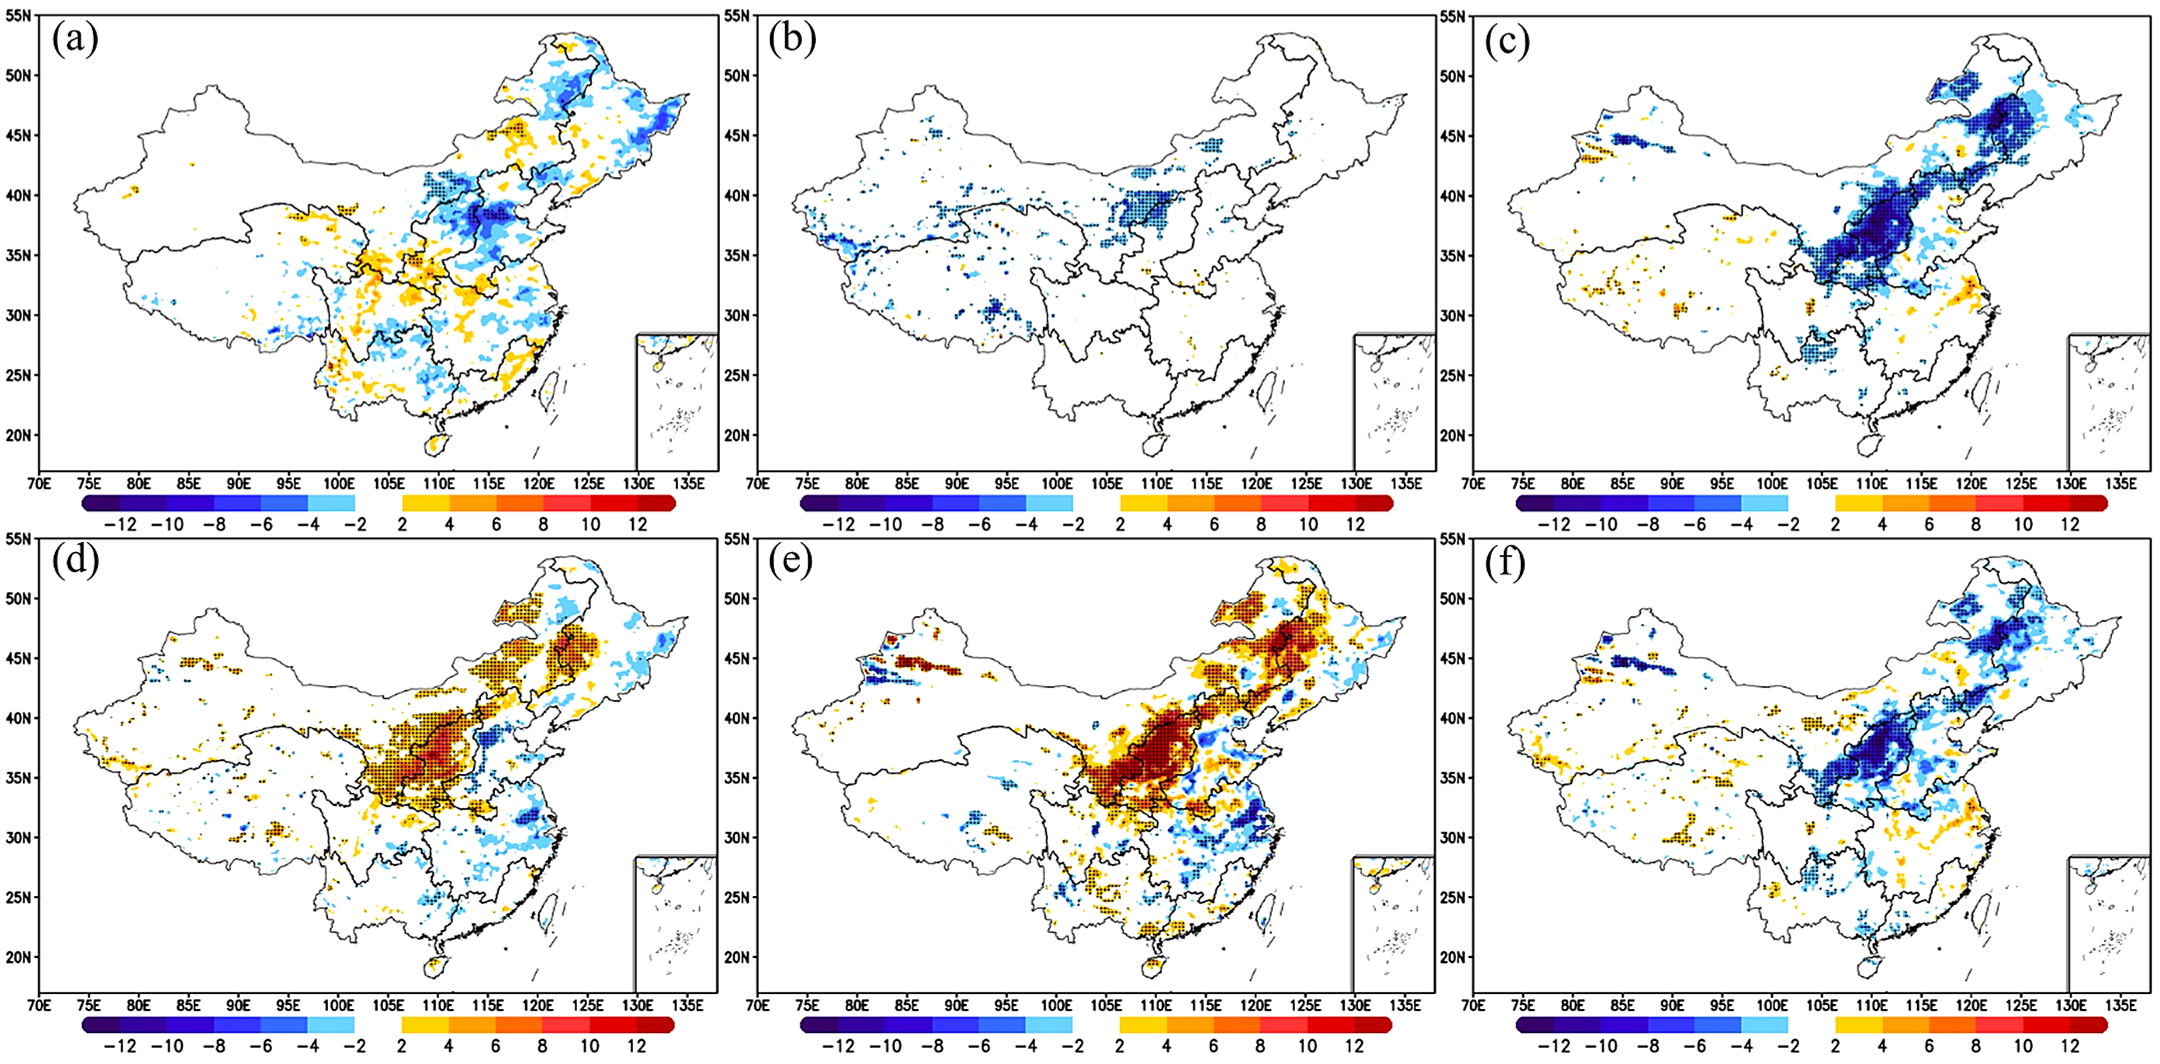 (a) (b) (c)
55N 55N 55N
50N 50N 50N
45N 45N 45N
40N 40N 40N
35N 35N 35N
30N 30N 30N
25N 25N 25N
20N 20N 20N
70E 75E 80E 85E 90E 95E 100E 105E 110E 115E 120E 125E 130E 135E 70E 75E 80E 85E 90E 95E 100E 105E 110E 115E 120E 125E 130E 135E 70E 75E 80E 85E 90E 95E 100E 105E 110E 115E 120E 125E 130E 135E
−12 −10 −8 −6 −4 −2 2 4 6 8 10 12 −12 −10 −8 −6 −4 −2 2 4 6 8 10 12 −12 −10 −8 −6 −4 −2 2 4 6 8 10 12
(d) (e) (f)
55N 55N 55N
50N 50N 50N
45N 45N 45N
40N 40N 40N
35N 35N 35N
30N 30N 30N
25N 25N 25N
20N 20N 20N
70E 75E 80E 85E 90E 95E 100E 105E 110E 115E 120E 125E 130E 135E 70E 75E 80E 85E 90E 95E 100E 105E 110E 115E 120E 125E 130E 135E 70E 75E 80E 85E 90E 95E 100E 105E 110E 115E 120E 125E 130E 135E
−12 −10 −8 −6 −4 −2 2 4 6 8 10 12 −12 −10 −8 −6 −4 −2 2 4 6 8 10 12 −12 −10 −8 −6 −4 −2 2 4 6 8 10 12